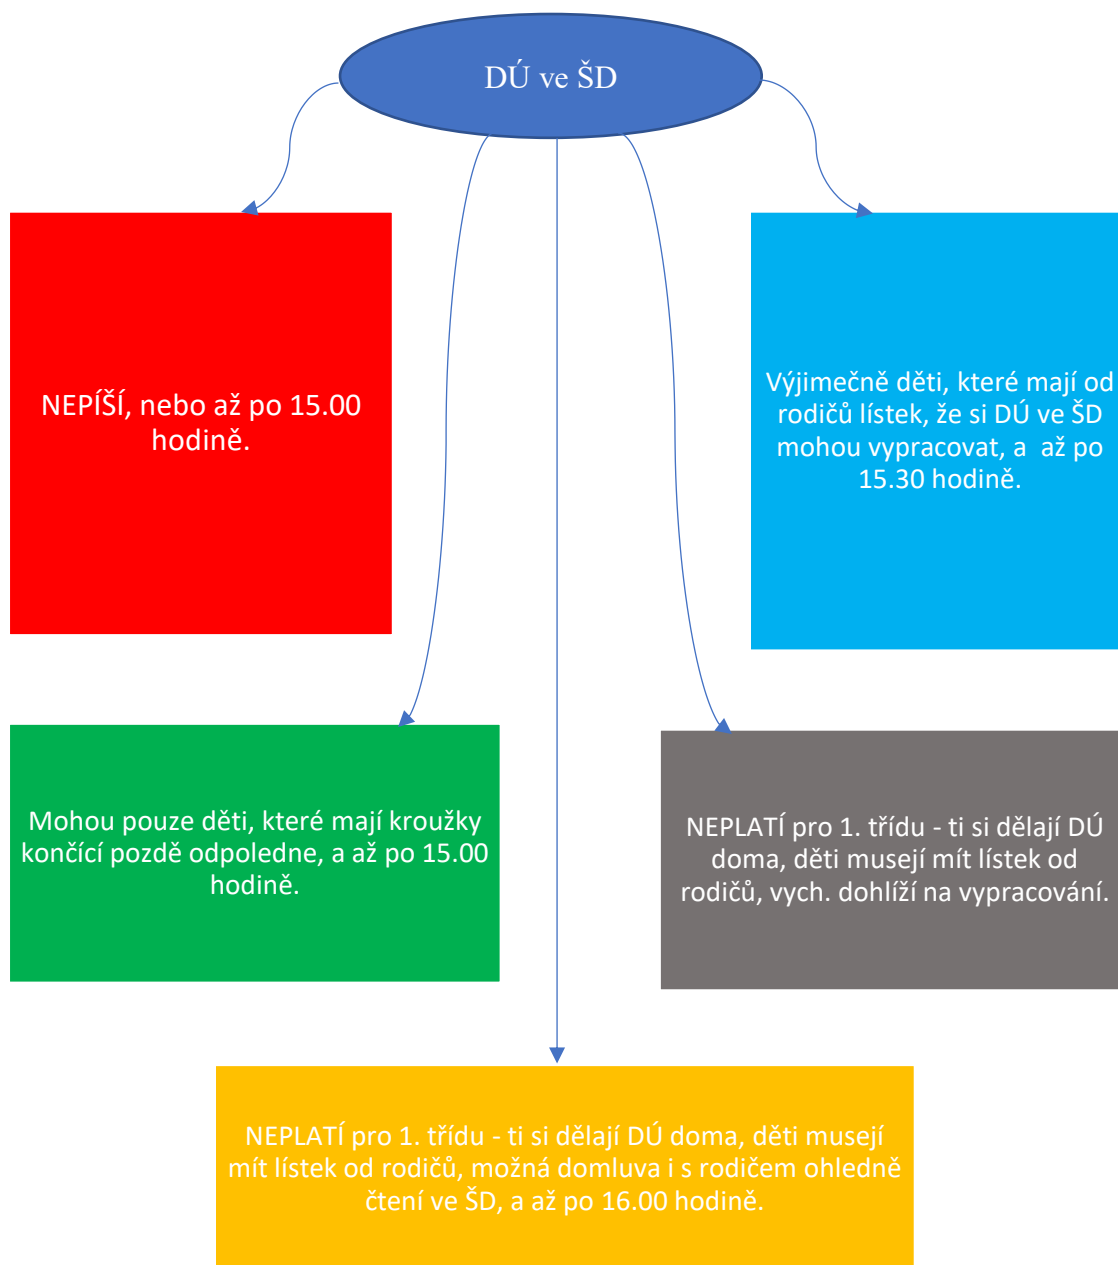 DÚ ve ŠD
NEPÍŠÍ, nebo až po 15.00
hodině.
Výjimečně děti, které mají od
rodičů lístek, že si DÚ ve ŠD
mohou vypracovat, a  až po
15.30 hodině.
Mohou pouze děti, které mají kroužky
končící pozdě odpoledne, a až po 15.00
hodině.
NEPLATÍ pro 1. třídu - ti si dělají DÚ
doma, děti musejí mít lístek od
rodičů, vych. dohlíží na vypracování.
NEPLATÍ pro 1. třídu - ti si dělají DÚ doma, děti musejí
mít lístek od rodičů, možná domluva i s rodičem ohledně
čtení ve ŠD, a až po 16.00 hodině.